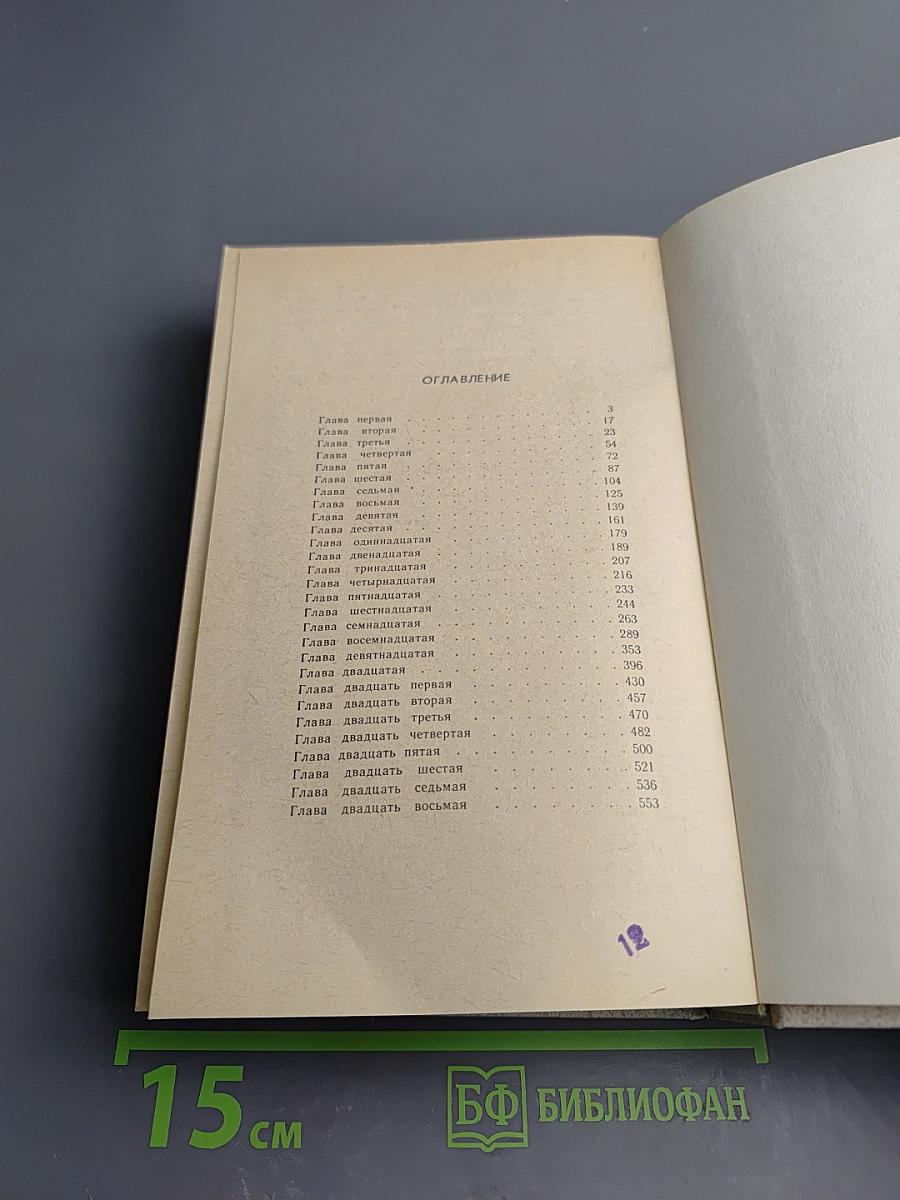 ОГЛАВЛЕНИЕ
Глава первая . . . . . . . . . . 3
Глава вторая . . . . . . . . . . 17
Глава третья . . . . . . . . . . 23
Глава четвертая . . . . . . . . . . 54
Глава пятая . . . . . . . . . . 72
Глава шестая . . . . . . . . . . 87
Глава седьмая . . . . . . . . . . 104
Глава восьмая . . . . . . . . . . 125
Глава девятая . . . . . . . . . . 139
Глава десятая . . . . . . . . . . 161
Глава одиннадцатая . . . . . . . . . . 179
Глава двенадцатая . . . . . . . . . . 189
Глава тринадцатая . . . . . . . . . . 207
Глава четырнадцатая . . . . . . . . . . 216
Глава пятнадцатая . . . . . . . . . . 233
Глава шестнадцатая . . . . . . . . . . 244
Глава семнадцатая . . . . . . . . . . 263
Глава восемнадцатая . . . . . . . . . . 289
Глава девятнадцатая . . . . . . . . . . 353
Глава двадцатая . . . . . . . . . . 396
Глава двадцать первая . . . . . . . . . 430
Глава двадцать вторая . . . . . . . . . 457
Глава двадцать третья . . . . . . . . . 470
Глава двадцать четвертая . . . . . . . . 482
Глава двадцать пятая . . . . . . . . . 500
Глава двадцать шестая . . . . . . . . 521
Глава двадцать седьмая . . . . . . . . 536
Глава двадцать восьмая . . . . . . . . 553
12
15 см
БФ БИБЛИОФАН